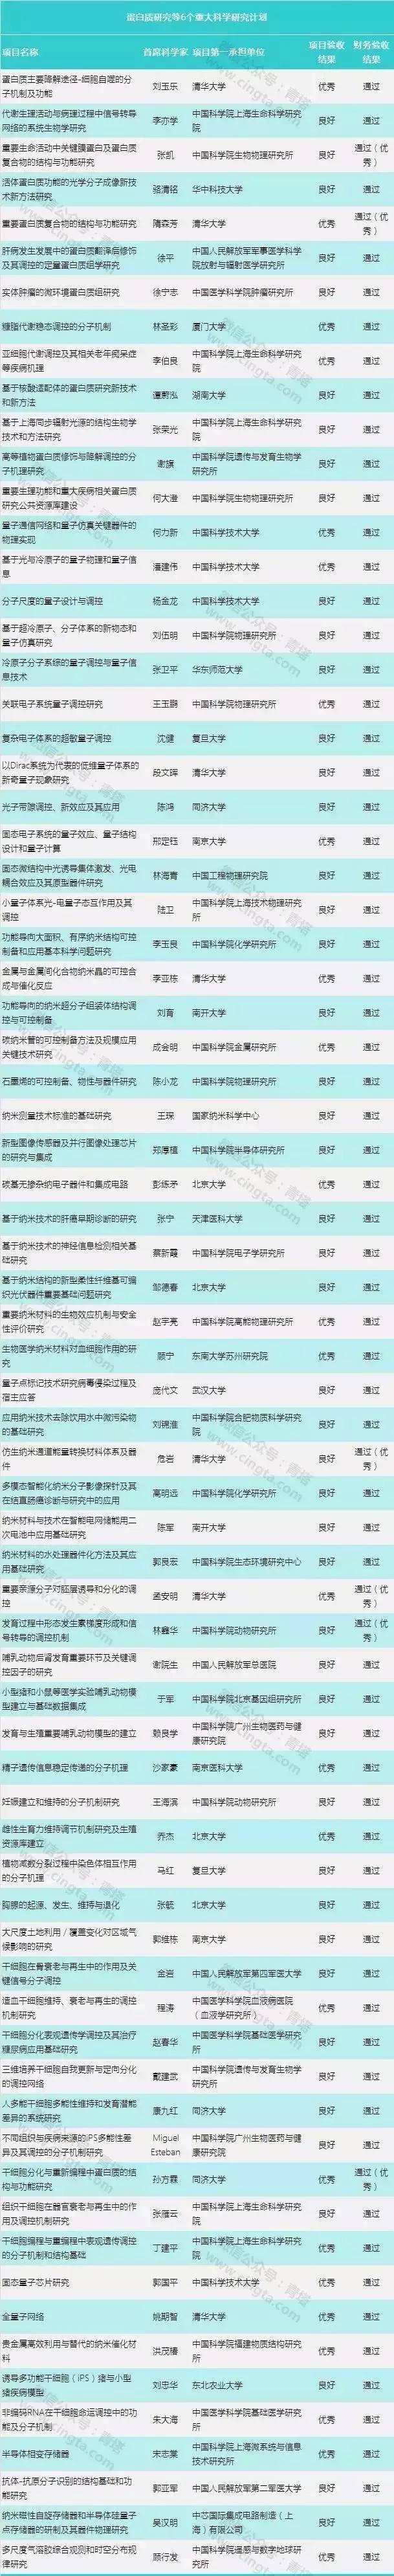 蛋白质研究等6个重大科学研究计划
项目名称 首席科学家 项目第一承担单位 项目验收结果 财务验收结果
蛋白质主要降解途径-细胞自噬的分子机制及功能 刘玉乐 清华大学 优秀 通过
代谢生理活动与病理过程中信号转导网络的系统生物学研究 李亦学 中国科学院上海生命科学研究院 良好 通过
重要生命活动中关键膜蛋白及蛋白质复合物的结构与功能研究 张凯 中国科学院生物物理研究所 良好 通过（优秀）
活体蛋白质功能的光学分子成像新技术新方法研究 骆清铭 华中科技大学 良好 通过
重要蛋白质复合物的结构与功能研究 隋森芳 清华大学 优秀 通过（优秀）
肝病发生发展中的蛋白质翻译后修饰及其调控的定量蛋白质组学研究 徐平 中国人民解放军军事医学科学院放射与辐射医学研究所 良好 通过
实体肿瘤的微环境蛋白质组研究 徐宁志 中国医学科学院肿瘤研究所 良好 通过
糖脂代谢稳态调控的分子机制 林圣彩 厦门大学 优秀 通过
亚细胞代谢调控及其相关老年痴呆症等疾病机理 李伯良 中国科学院上海生命科学研究院 优秀 通过
基于核酸适配体的蛋白质研究新技术和新方法 谭蔚泓 湖南大学 良好 通过
基于上海同步辐射光源的结构生物学技术和方法研究 张荣光 中国科学院上海生命科学研究院 良好 通过
高等植物蛋白质修饰与降解调控的分子机理研究 谢旗 中国科学院遗传与发育生物学研究所 良好 通过
重要生理功能和重大疾病相关蛋白质研究公共资源库建设 何大澄 中国科学院生物物理研究所 良好 通过
量子通信网络和量子仿真关键器件的物理实现 何力新 中国科学技术大学 优秀 通过
基于光与冷原子的量子物理和量子信息 潘建伟 中国科学技术大学 优秀 通过
分子尺度的量子设计与调控 杨金龙 中国科学技术大学 良好 通过
基于超冷原子、分子体系的新物态和量子仿真研究 刘伍明 中国科学院物理研究所 良好 通过
冷原子分子系综的量子调控与量子信息技术 张卫平 华东师范大学 良好 通过
关联电子系统量子调控研究 王玉鹏 中国科学院物理研究所 优秀 通过
复杂电子体系的超敏量子调控 沈健 复旦大学 良好 通过
以Dirac系统为代表的低维量子体系的新奇量子现象研究 段文晖 清华大学 良好 通过
光子带隙调控、新效应及其应用 陈鸿 同济大学 良好 通过
固态电子系统的量子效应、量子结构设计和量子计算 邢定钰 南京大学 优秀 通过
固态微结构中光诱导集体激发、光电耦合效应及其原型器件研究 林海青 中国工程物理研究院 良好 通过
小量子体系光-电量子态互作用及其调控 陆卫 中国科学院上海技术物理研究所 良好 通过
功能导向大面积、有序纳米结构可控制备和应用基本科学问题研究 李玉良 中国科学院化学研究所 良好 通过
金属与金属间化合物纳米晶的可控合成与催化反应 李亚栋 清华大学 优秀 通过
功能导向的纳米超分子组装体结构调控与可控制备 刘育 南开大学 良好 通过
碳纳米管的可控制备方法及规模应用关键技术研究 成会明 中国科学院金属研究所 优秀 通过
石墨烯的可控制备、物性与器件研究 陈小龙 中国科学院物理研究所 良好 通过
纳米测量技术标准的基础研究 王琛 国家纳米科学中心 良好 通过
新型图像传感器及并行图像处理芯片的研究与集成 郑厚植 中国科学院半导体研究所 良好 通过
碳基无掺杂纳电子器件和集成电路 彭练矛 北京大学 优秀 通过
基于纳米技术的肝癌早期诊断的研究 张宁 天津医科大学 良好 通过
基于纳米技术的神经信息检测相关基础研究 蔡新霞 中国科学院电子学研究所 良好 通过
基于纳米结构的新型柔性纤维基可编织光伏器件重要基础问题研究 邹德春 北京大学 良好 通过
重要纳米材料的生物效应机制与安全性评价研究 赵宇亮 中国科学院高能物理研究所 优秀 通过
生物医学纳米材料对血细胞作用的研究 顾宁 东南大学苏州研究院 优秀 通过
量子点标记技术研究病毒侵染过程及宿主应答 庞代文 武汉大学 良好 通过
应用纳米技术去除饮用水中微污染物的基础研究 刘锦淮 中国科学院合肥物质科学研究院 良好 通过
仿生纳米通道能量转换材料体系及器件 危岩 清华大学 良好 通过（优秀）
多模态智能化纳米分子影像探针及其在结直肠癌诊断与研究中的应用 高明远 中国科学院化学研究所 良好 通过
纳米材料与技术在智能电网储能用二次电池中应用基础研究 陈军 南开大学 良好 通过
纳米材料的水处理器件化方法及其应用基础研究 郭良宏 中国科学院生态环境研究中心 良好 通过
重要亲源分子对胚层诱导和分化的调控 孟安明 清华大学 优秀 通过（优秀）
发育过程中形态发生素梯度形成和信号转导的调控机制 林鑫华 中国科学院动物研究所 良好 通过（优秀）
哺乳动物后肾发育重要环节及关键调控因子的研究 谢院生 中国人民解放军总医院 良好 通过
小型猪和小鼠等医学实验哺乳动物模型建立与基础数据集成 于军 中国科学院北京基因组研究所 良好 通过
发育与生殖重要哺乳动物模型的建立 赖良学 中国科学院广州生物医药与健康研究院 良好 通过
精子遗传信息稳定传递的分子机理 沙家豪 南京医科大学 优秀 通过
妊娠建立和维持的分子机制研究 王海滨 中国科学院动物研究所 良好 通过
雌性生育力维持调节机制研究及生殖资源库建立 乔杰 北京大学 优秀 通过
植物减数分裂过程中染色体相互作用的分子机理 马红 复旦大学 良好 通过
胸腺的起源、发生、维持与退化 张毓 北京大学 良好 通过
大尺度土地利用/覆盖变化对区域气候影响的研究 郭维栋 南京大学 良好 通过
干细胞在骨衰老与再生中的作用及关键信号分子调控 金岩 中国人民解放军第四军医大学 良好 通过
造血干细胞维持、衰老与再生的调控机制研究 程涛 中国医学科学院血液病医院（血液学研究所） 优秀 通过
干细胞分化表观遗传学调控及其治疗糖尿病应用基础研究 赵春华 中国医学科学院基础医学研究所 良好 通过
三维培养干细胞自我更新与定向分化的调控网络 戴建武 中国科学院遗传与发育生物学研究所 良好 通过
人多能干细胞多能性维持和发育潜能差异的系统研究 康九红 同济大学 良好 通过
不同组织与疾病来源的iPS多能性差异及其调控的分子机制研究 Miguel Esteban 中国科学院广州生物医药与健康研究院 良好 通过
干细胞分化与重新编程中蛋白质的结构与功能研究 孙方霖 同济大学 优秀 通过（优秀）
组织干细胞在器官衰老与再生中的作用及调控机制研究 张雁云 中国科学院上海生命科学研究院 良好 通过
干细胞编程与重编程中表观遗传调控的分子机制和结构基础 丁建平 中国科学院上海生命科学研究院 优秀 通过
固态量子芯片研究 郭国平 中国科学技术大学 优秀 通过
全量子网络 姚期智 清华大学 优秀 通过
贵金属高效利用与替代的纳米催化材料 洪茂椿 中国科学院福建物质结构研究所 优秀 通过
诱导多功能干细胞（iPS）猪与小型猪疾病模型 刘忠华 东北农业大学 良好 通过
非编码RNA在干细胞命运调控中的功能及分子机制 朱大海 中国医学科学院基础医学研究所 优秀 通过
半导体相变存储器 宋志棠 中国科学院上海微系统与信息技术研究所 优秀 通过
抗体-抗原分子识别的结构基础和功能研究 郭亚军 中国人民解放军第二军医大学 良好 通过
纳米磁性自旋存储器和半导体硅量子点存储器的研制及其器件物理研究 吴汉明 中芯国际集成电路制造（上海）有限公司 良好 通过
多尺度气溶胶综合观测和时空分布规律研究 顾行发 中国科学院遥感与数字地球研究所 优秀 通过